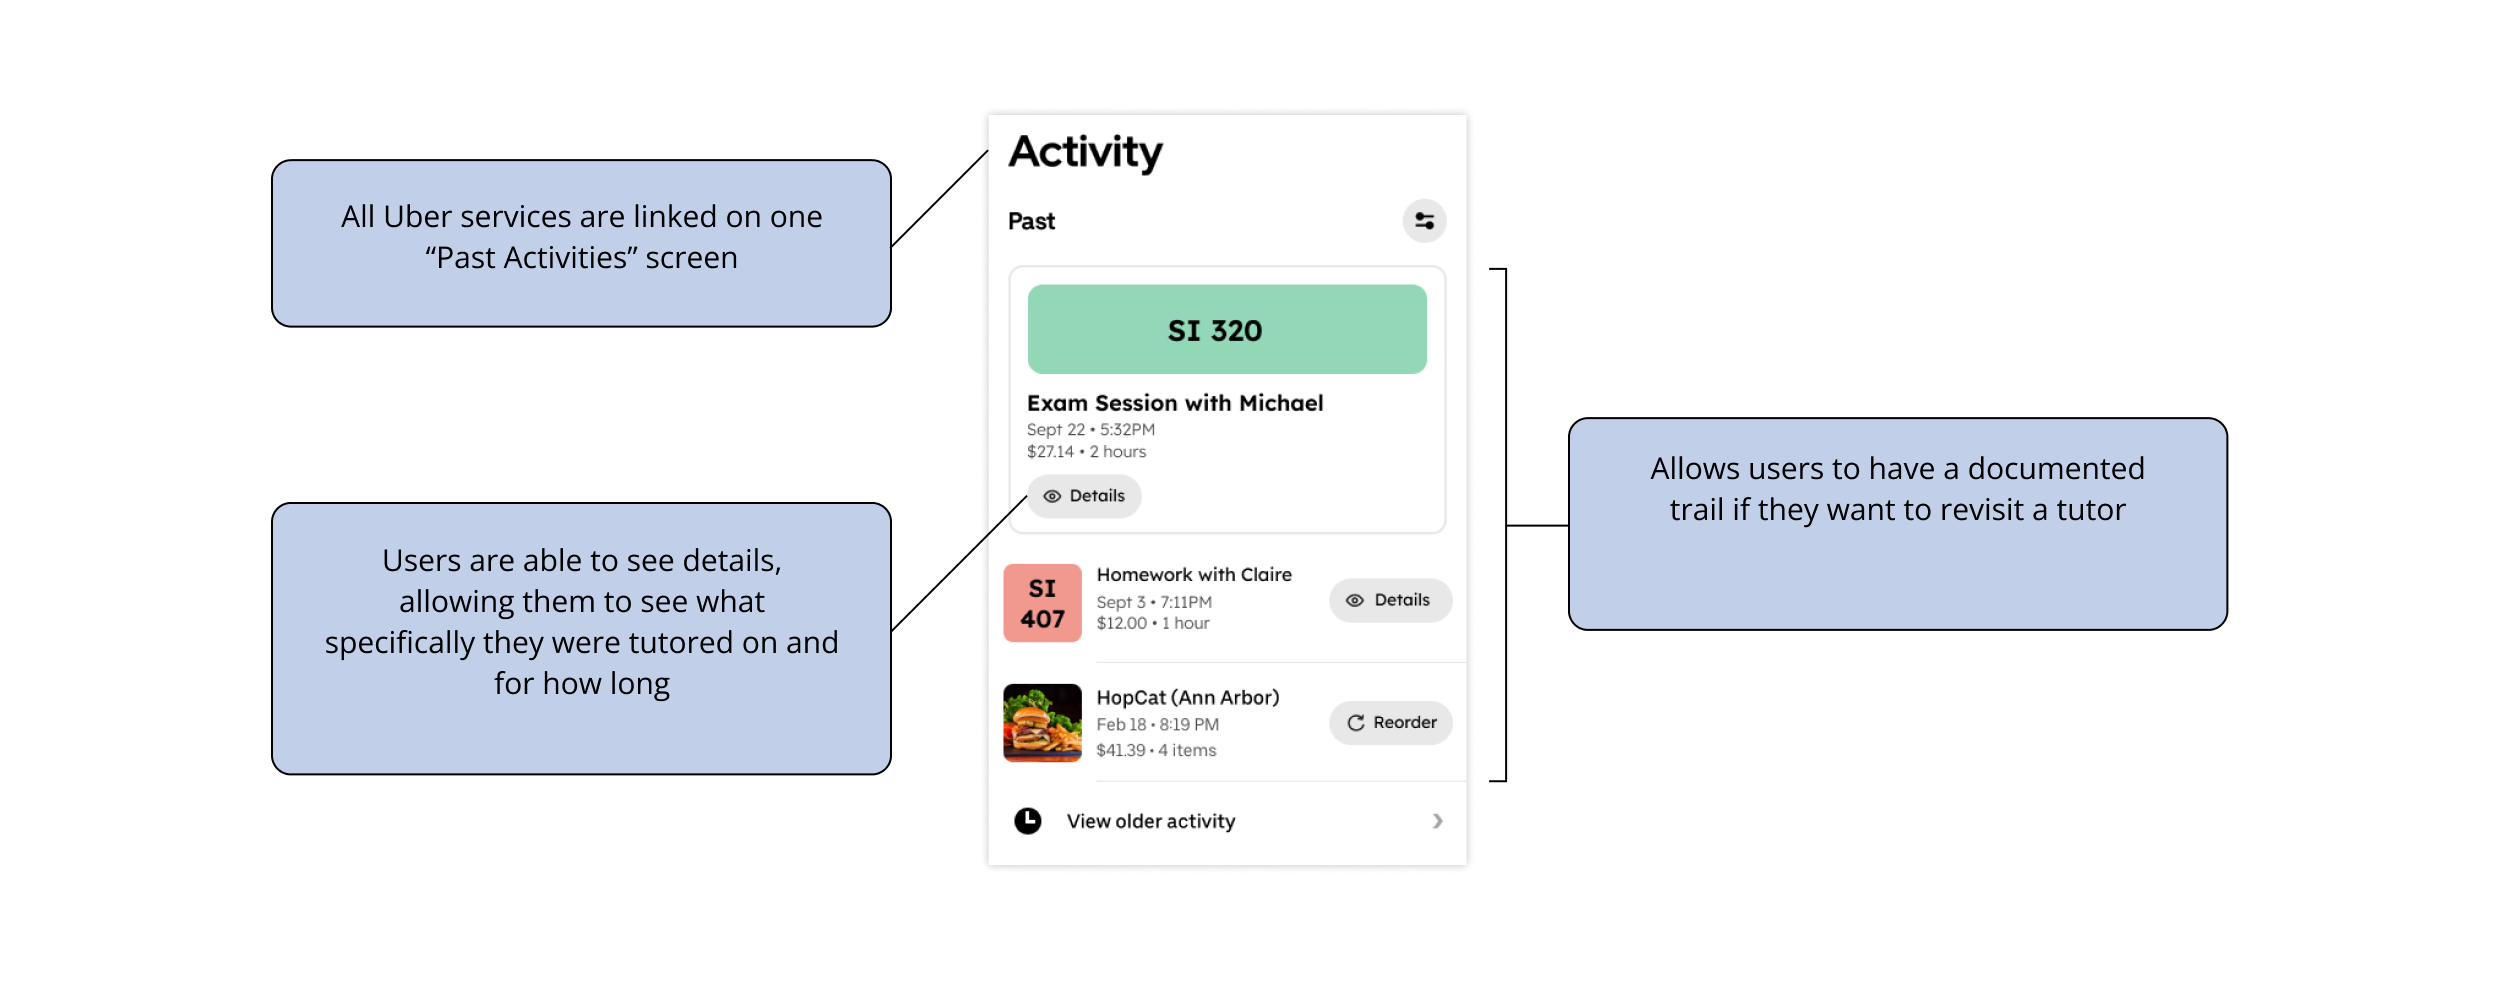 All Uber services are linked on one
“Past Activities” screen
Users are able to see details,
allowing them to see what
specifically they were tutored on and
for how long
Activity
Past
SI 320
Exam Session with Michael
Sept 22 • 5:32PM
$27.14 • 2 hours
Details
SI
407
Homework with Claire
Sept 3 • 7:11PM
$12.00 • 1 hour
Details
HopCat (Ann Arbor)
Feb 18 • 8:19 PM
$41.39 • 4 items
Reorder
View older activity
Allows users to have a documented
trail if they want to revisit a tutor